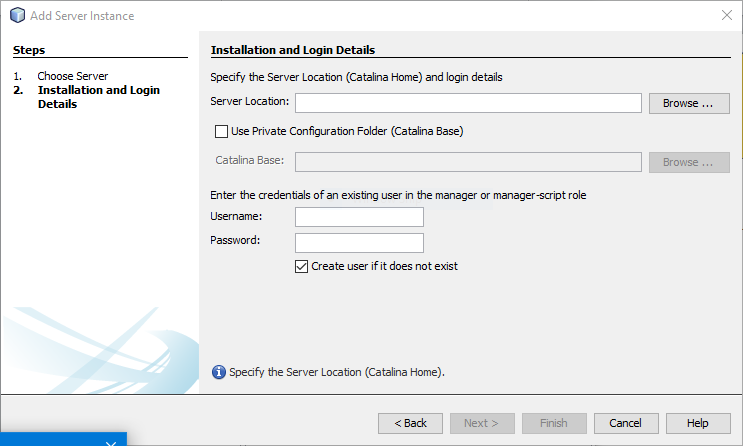 Add Server Instance
Steps
1. Choose Server
2. Installation and Login
Details
Installation and Login Details
Specify the Server Location (Catalina Home) and login details
Server Location:
Browse ...
Use Private Configuration Folder (Catalina Base)
Catalina Base:
Browse ...
Enter the credentials of an existing user in the manager or manager-script role
Username:
Password:
Create user if it does not exist
Specify the Server Location (Catalina Home).
< Back
Next >
Finish
Cancel
Help